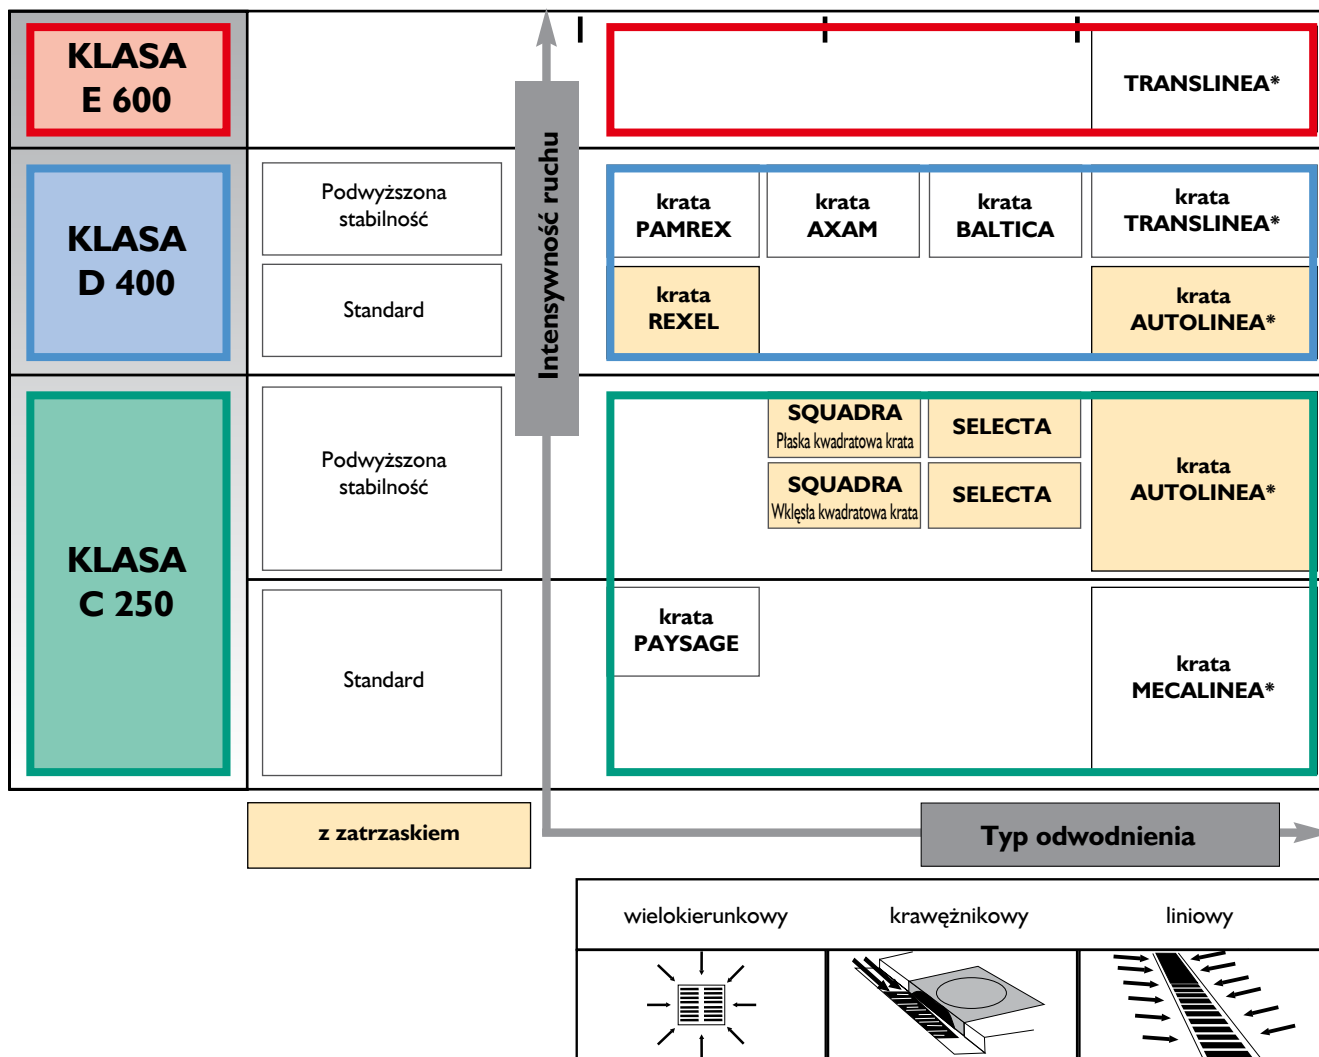 KLASA
E 600
TRANSLINEA*
Intensywność ruchu
KLASA
D 400
Podwyższona
stabilność
krata
PAMREX
krata
AXAM
krata
BALTICA
krata
TRANSLINEA*
Standard
krata
REXEL
krata
AUTOLINEA*
KLASA
C 250
Podwyższona
stabilność
SQUADRA
Płaska kwadratowa krata
SELECTA
SQUADRA
Wklęsła kwadratowa krata
SELECTA
krata
AUTOLINEA*
Standard
krata
PAYSAGE
krata
MECALINEA*
z zatrzaskiem
Typ odwodnienia
wielokierunkowy
krawężnikowy
liniowy